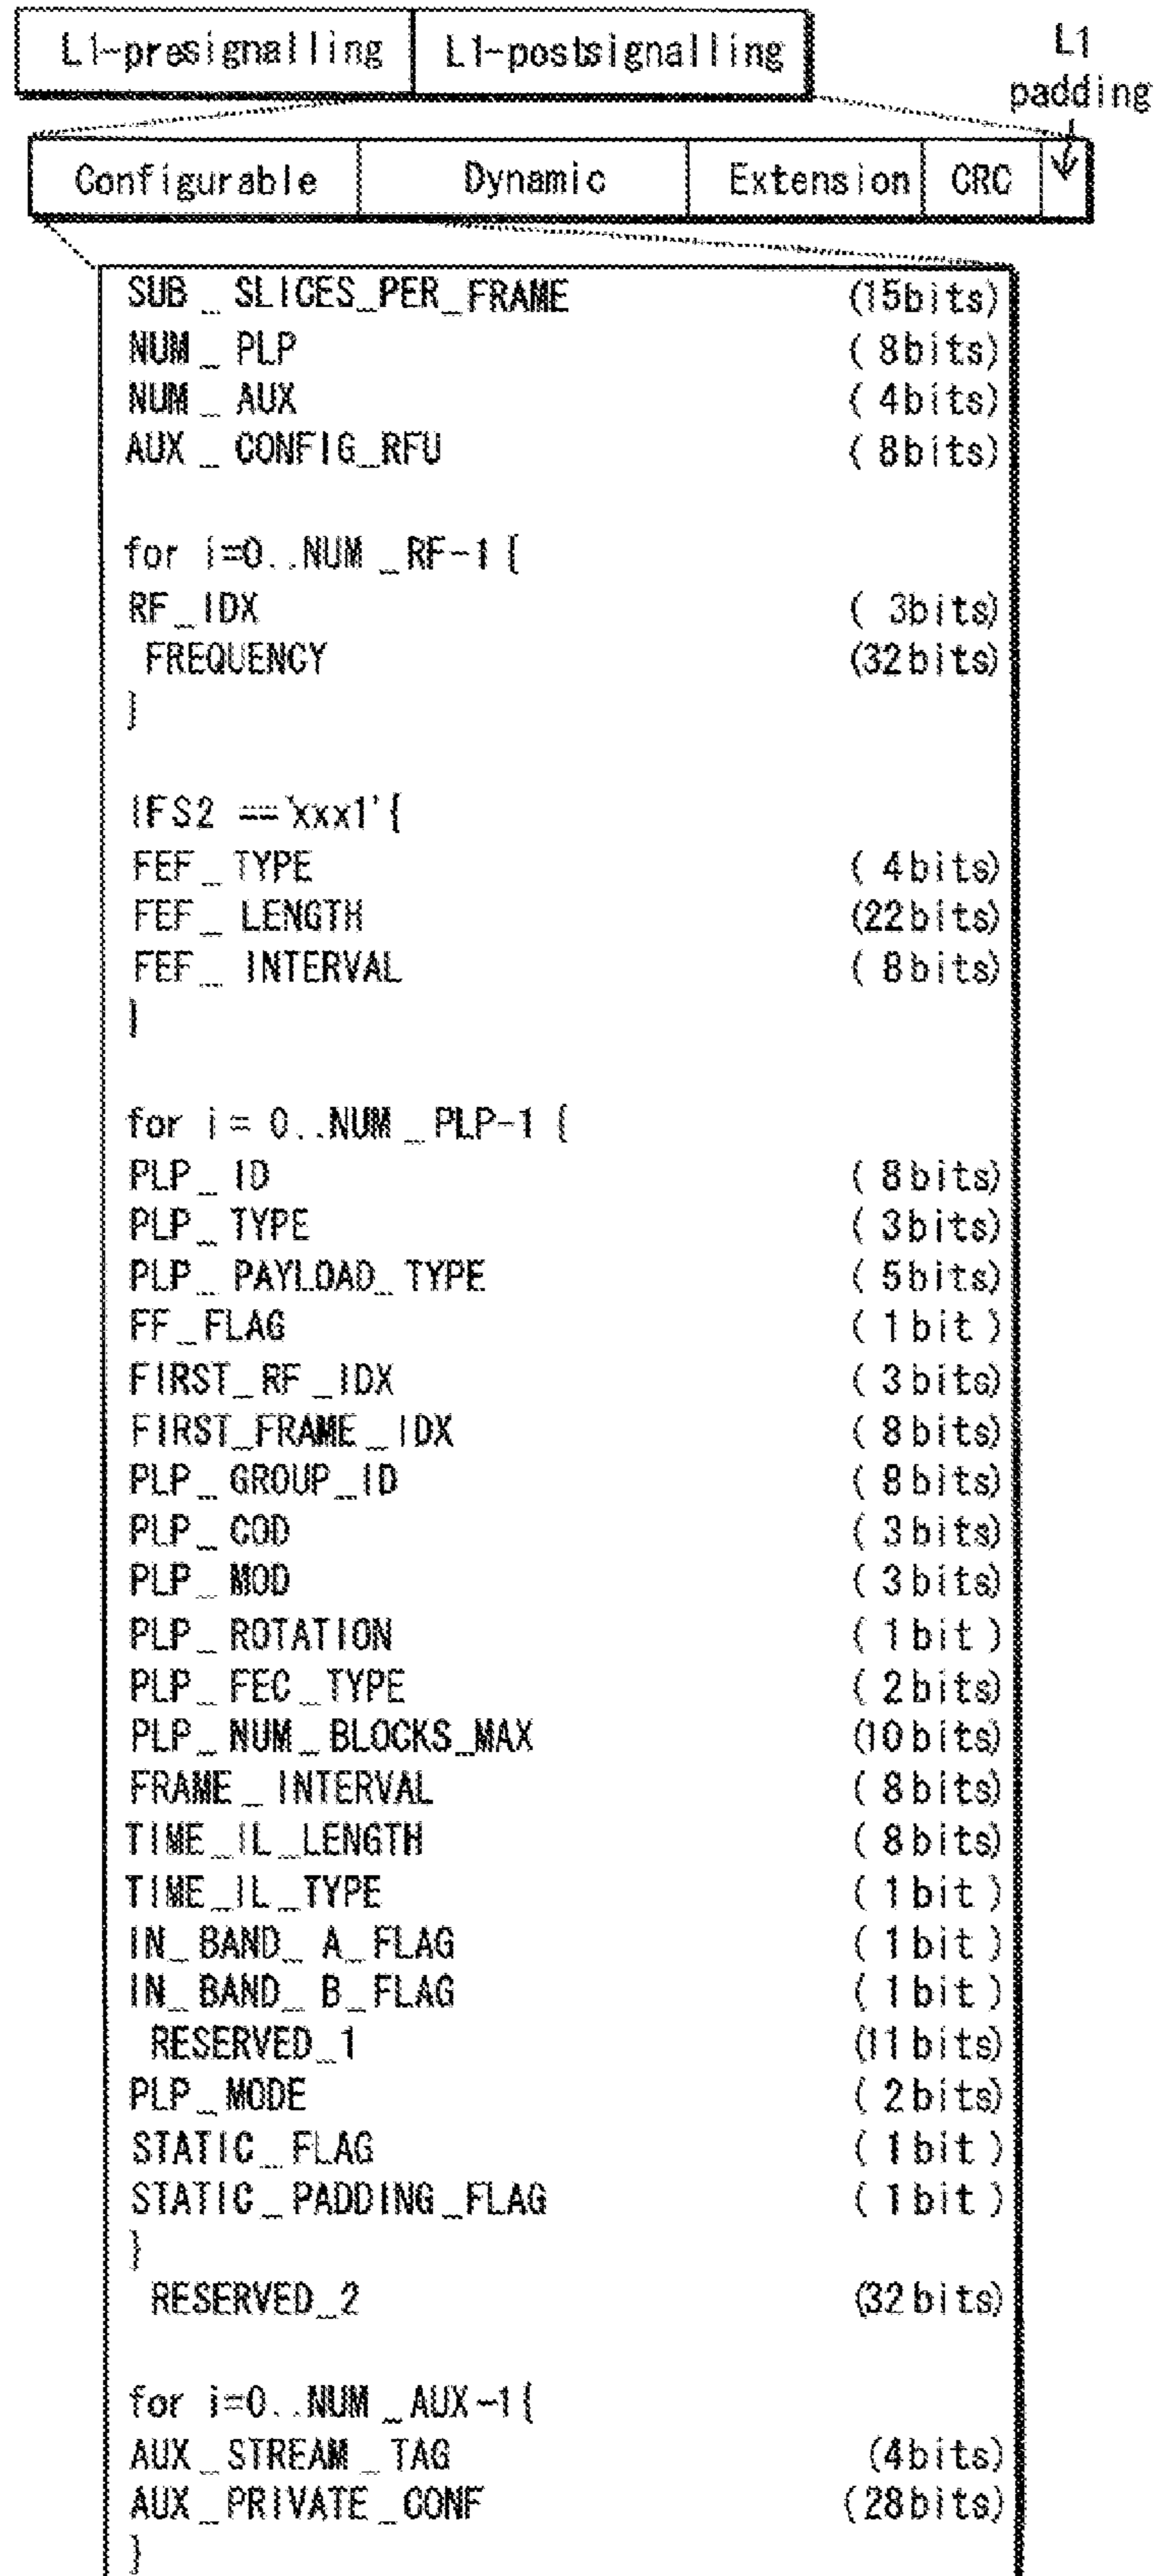 L1-presignalling L1-postsignalling
L1
padding
Configurable Dynamic Extension CRC
SUB_SLICES_PER_FRAME (15bits)
NUM_PLP (8bits)
NUM_AUX (4bits)
AUX_CONFIG_RFU (8bits)
for i=0..NUM_RF-1{
RF_IDX (3bits)
FREQUENCY (32bits)
}
IFS2 =='xxx1'{
FEF_TYPE (4bits)
FEF_LENGTH (22bits)
FEF_INTERVAL (8bits)
}
for i=0..NUM_PLP-1 {
PLP_ID (8bits)
PLP_TYPE (3bits)
PLP_PAYLOAD_TYPE (5bits)
FF_FLAG (1bit)
FIRST_RF_IDX (3bits)
FIRST_FRAME_IDX (8bits)
PLP_GROUP_ID (8bits)
PLP_COD (3bits)
PLP_MOD (3bits)
PLP_ROTATION (1bit)
PLP_FEC_TYPE (2bits)
PLP_NUM_BLOCKS_MAX (10bits)
FRAME_INTERVAL (8bits)
TIME_IL_LENGTH (8bits)
TIME_IL_TYPE (1bit)
IN_BAND_A_FLAG (1bit)
IN_BAND_B_FLAG (1bit)
RESERVED_1 (11bits)
PLP_MODE (2bits)
STATIC_FLAG (1bit)
STATIC_PADDING_FLAG (1bit)
}
RESERVED_2 (32bits)
for i=0..NUM_AUX-1{
AUX_STREAM_TAG (4bits)
AUX_PRIVATE_CONF (28bits)
}